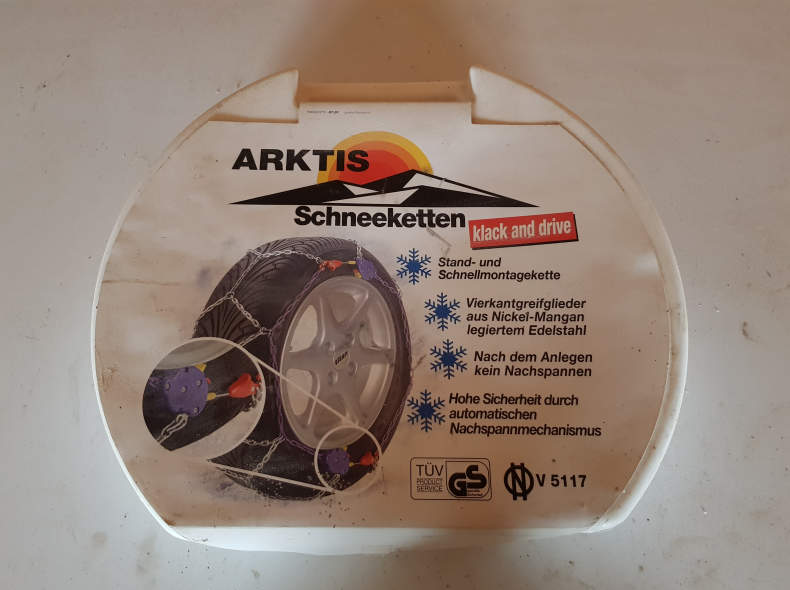 ARKTIS
Schneeketten
klack and drive
Stand- und
Schnellmontagekette
Vierkantgreifglieder
aus Nickel-Mangan
legiertem Edelstahl
Nach dem Anlegen
kein Nachspannen
Hohe Sicherheit durch
automatischen
Nachspannmechanismus
TÜV
PRODUCT
SERVICE
GS
V 5117